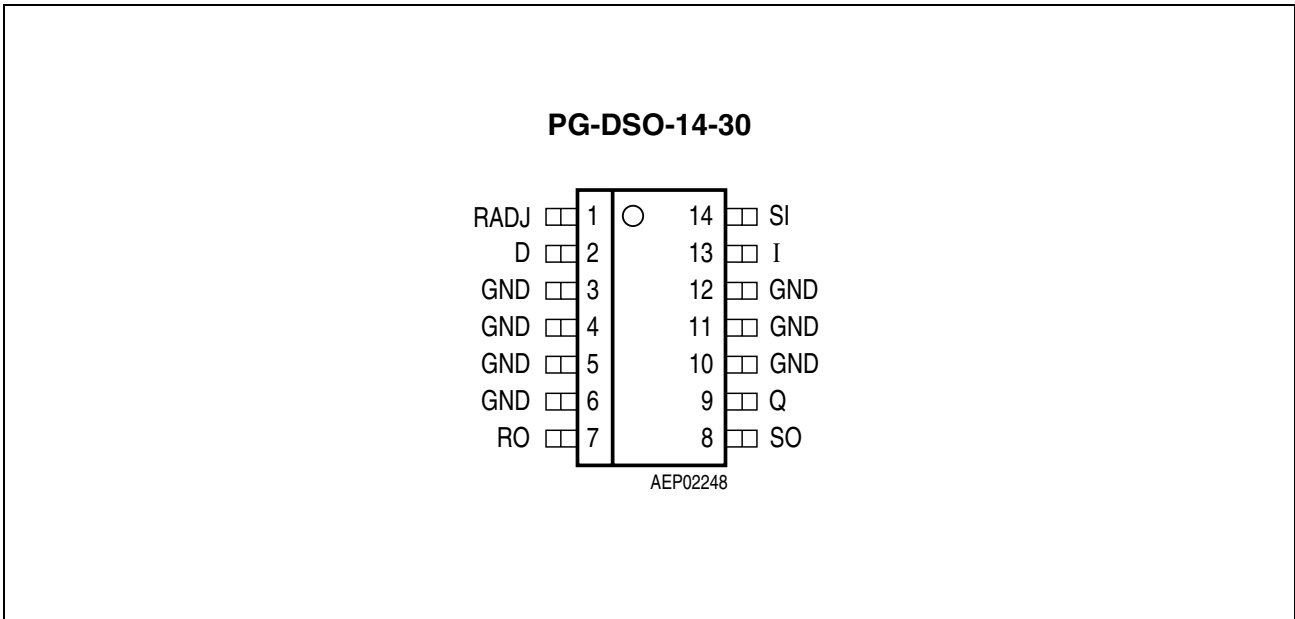 PG-DSO-14-30
RADJ 1 14 SI
D 2 13 I
GND 3 12 GND
GND 4 11 GND
GND 5 10 GND
GND 6 9 Q
RO 7 8 SO
AEP02248